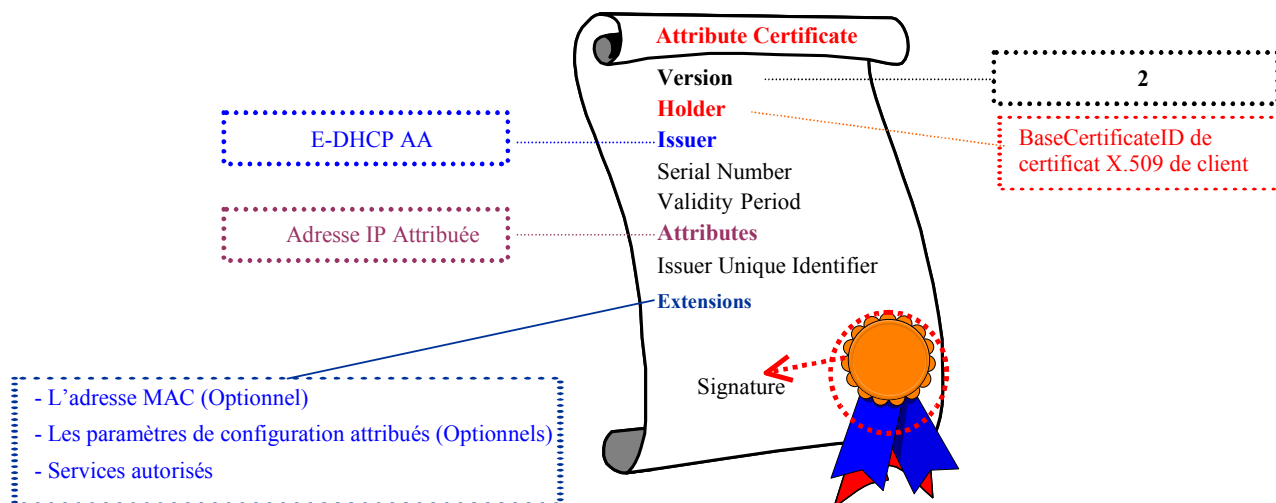 Attribute Certificate
Version
2
Holder
E-DHCP AA
Issuer
BaseCertificateID de
certificat X.509 de client
Serial Number
Validity Period
Adresse IP Attribuée
Attributes
Issuer Unique Identifier
Extensions
Signature
- L’adresse MAC (Optionnel)
- Les paramètres de configuration attribués (Optionnels)
- Services autorisés